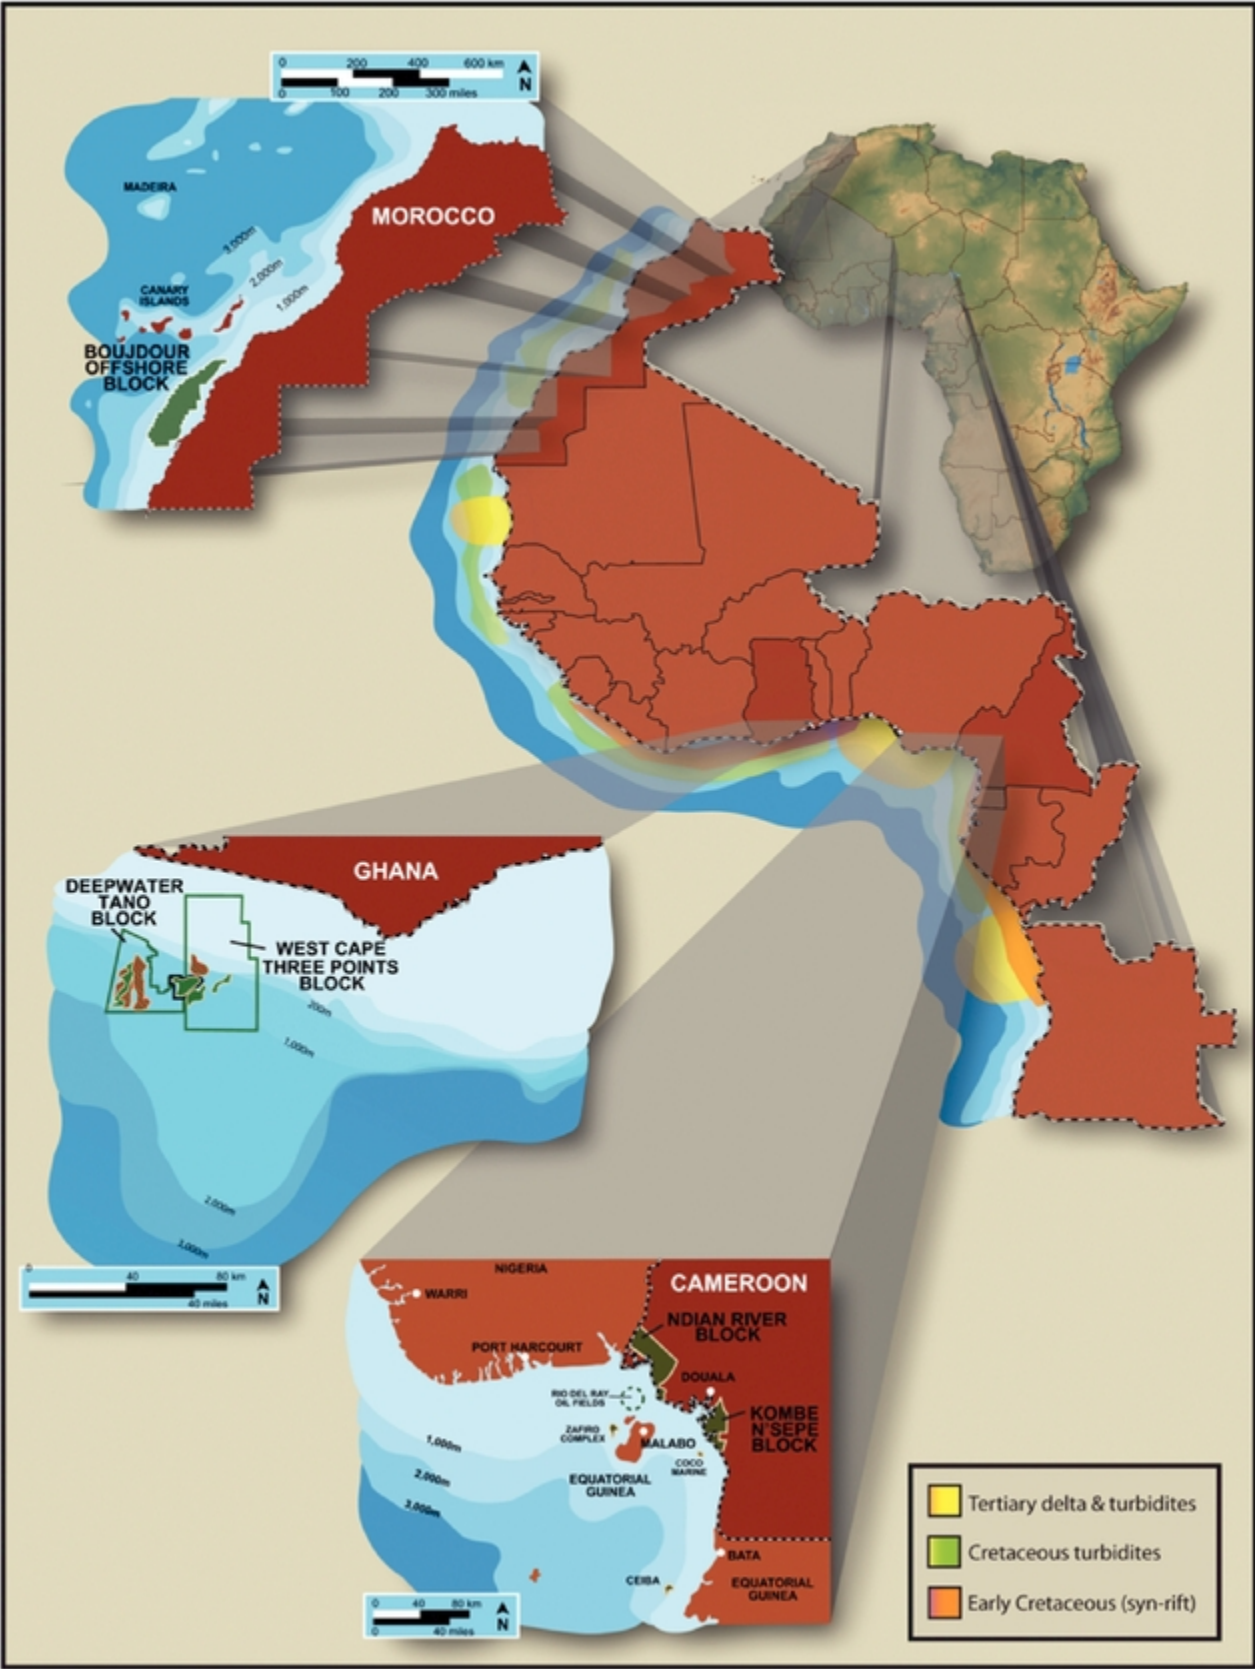 0 200 400 600 km
0 100 200 300 miles
N
MADEIRA
MOROCCO
3,000m
2,000m
1,000m
CANARY
ISLANDS
BOUJDOUR
OFFSHORE
BLOCK
GHANA
DEEPWATER
TANO
BLOCK
WEST CAPE
THREE POINTS
BLOCK
200m
1,000m
2,000m
3,000m
0 40 80 km
40 miles
N
NIGERIA
CAMEROON
WARRI
NDIAN RIVER
BLOCK
PORT HARCOURT
DOUALA
RIO DEL RAY
OIL FIELDS
KOMBE
N'SEPE
BLOCK
ZAFIRO
COMPLEX
MALABO
COCO
MARINE
1,000m
2,000m
3,000m
EQUATORIAL
GUINEA
BATA
CEIBA
EQUATORIAL
GUINEA
0 40 80 km
0 40 miles
N
Tertiary delta & turbidites
Cretaceous turbidites
Early Cretaceous (syn-rift)